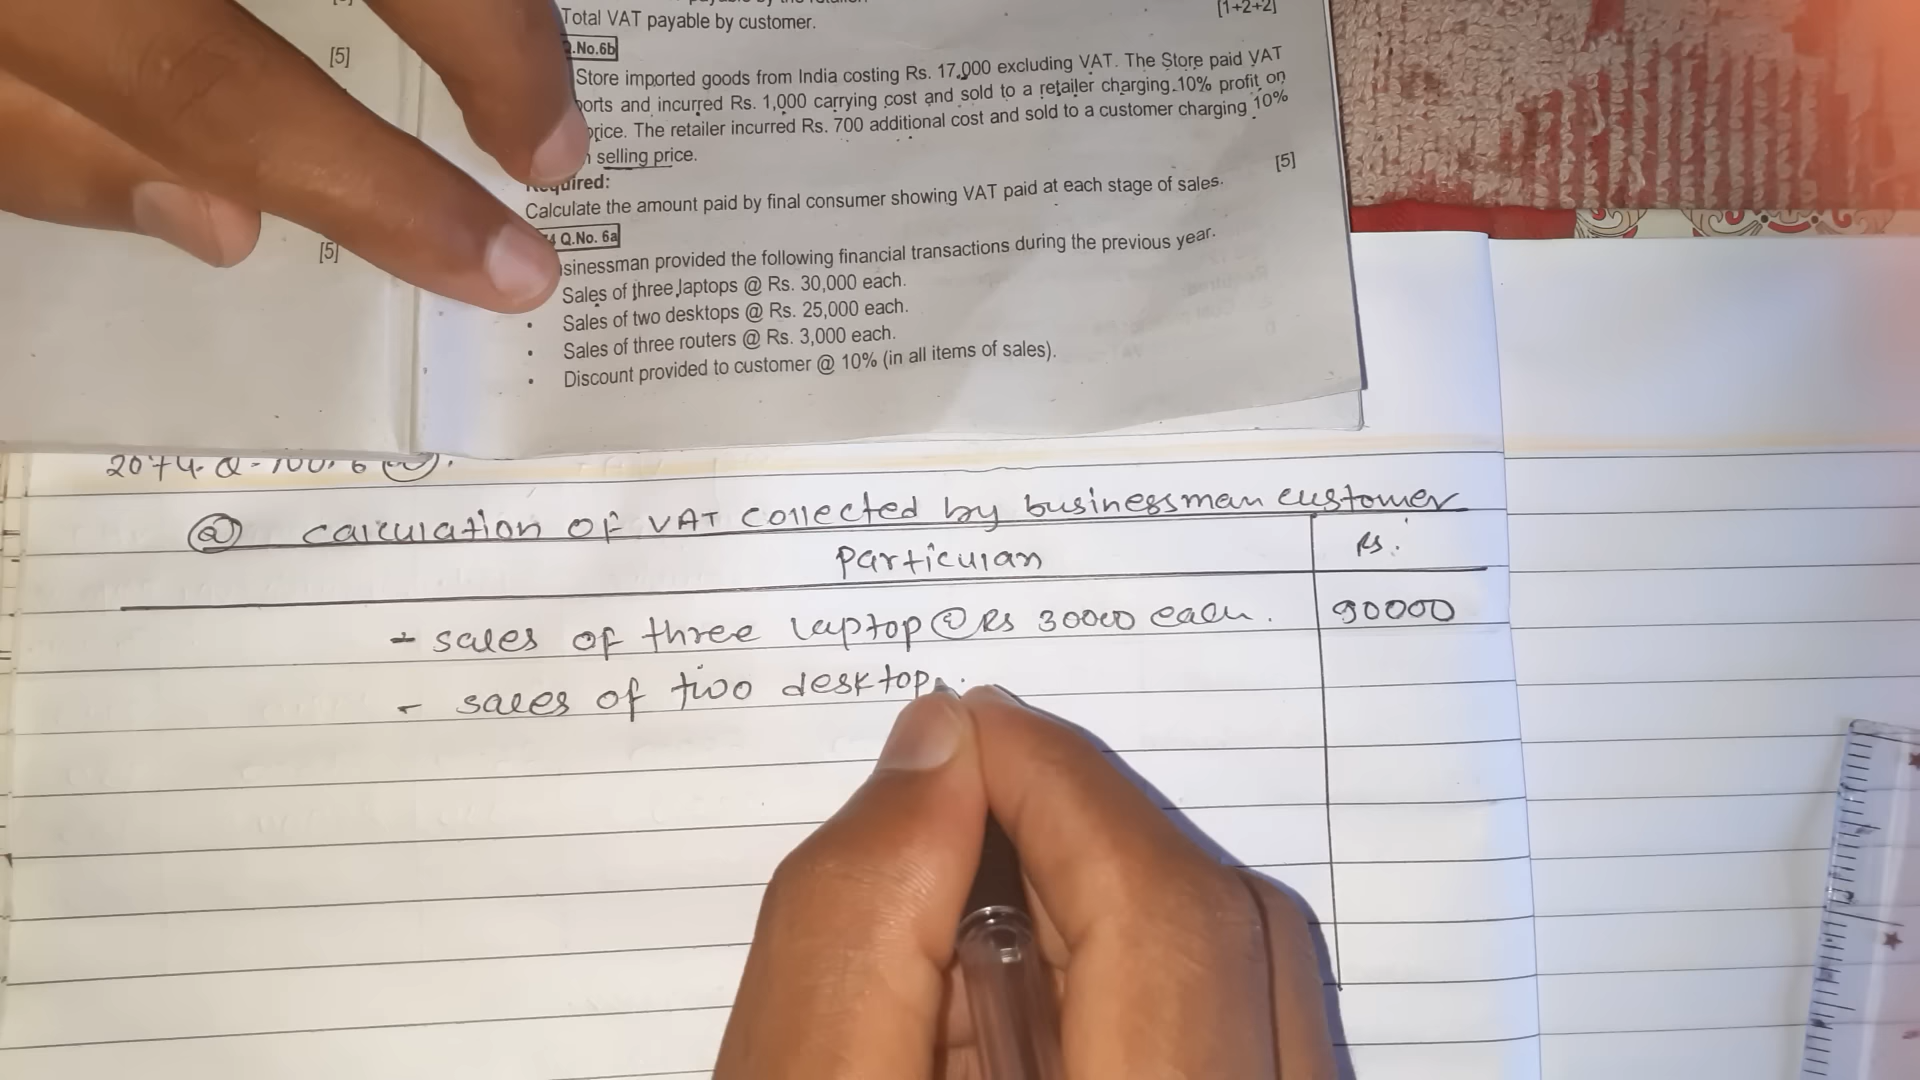 [5]
[5]
Total VAT payable by customer.
[1+2+2]
.No.6b
Store imported goods from India costing Rs. 17,000 excluding VAT. The Store paid VAT
orts and incurred Rs. 1,000 carrying cost and sold to a retailer charging 10% profit on
price. The retailer incurred Rs. 700 additional cost and sold to a customer charging 10%
selling price.
Required:
[5]
Calculate the amount paid by final consumer showing VAT paid at each stage of sales.
4 Q.No. 6a
sinessman provided the following financial transactions during the previous year.
Sales of three laptops @ Rs. 30,000 each.
• Sales of two desktops @ Rs. 25,000 each.
• Sales of three routers @ Rs. 3,000 each.
• Discount provided to customer @ 10% (in all items of sales).
2074. Q. No. 6 (a).
(a) calculation of VAT collected by businessman customer
Particulars Rs.
- sales of three laptop @ Rs 30000 each. 90000
- sales of two desktop